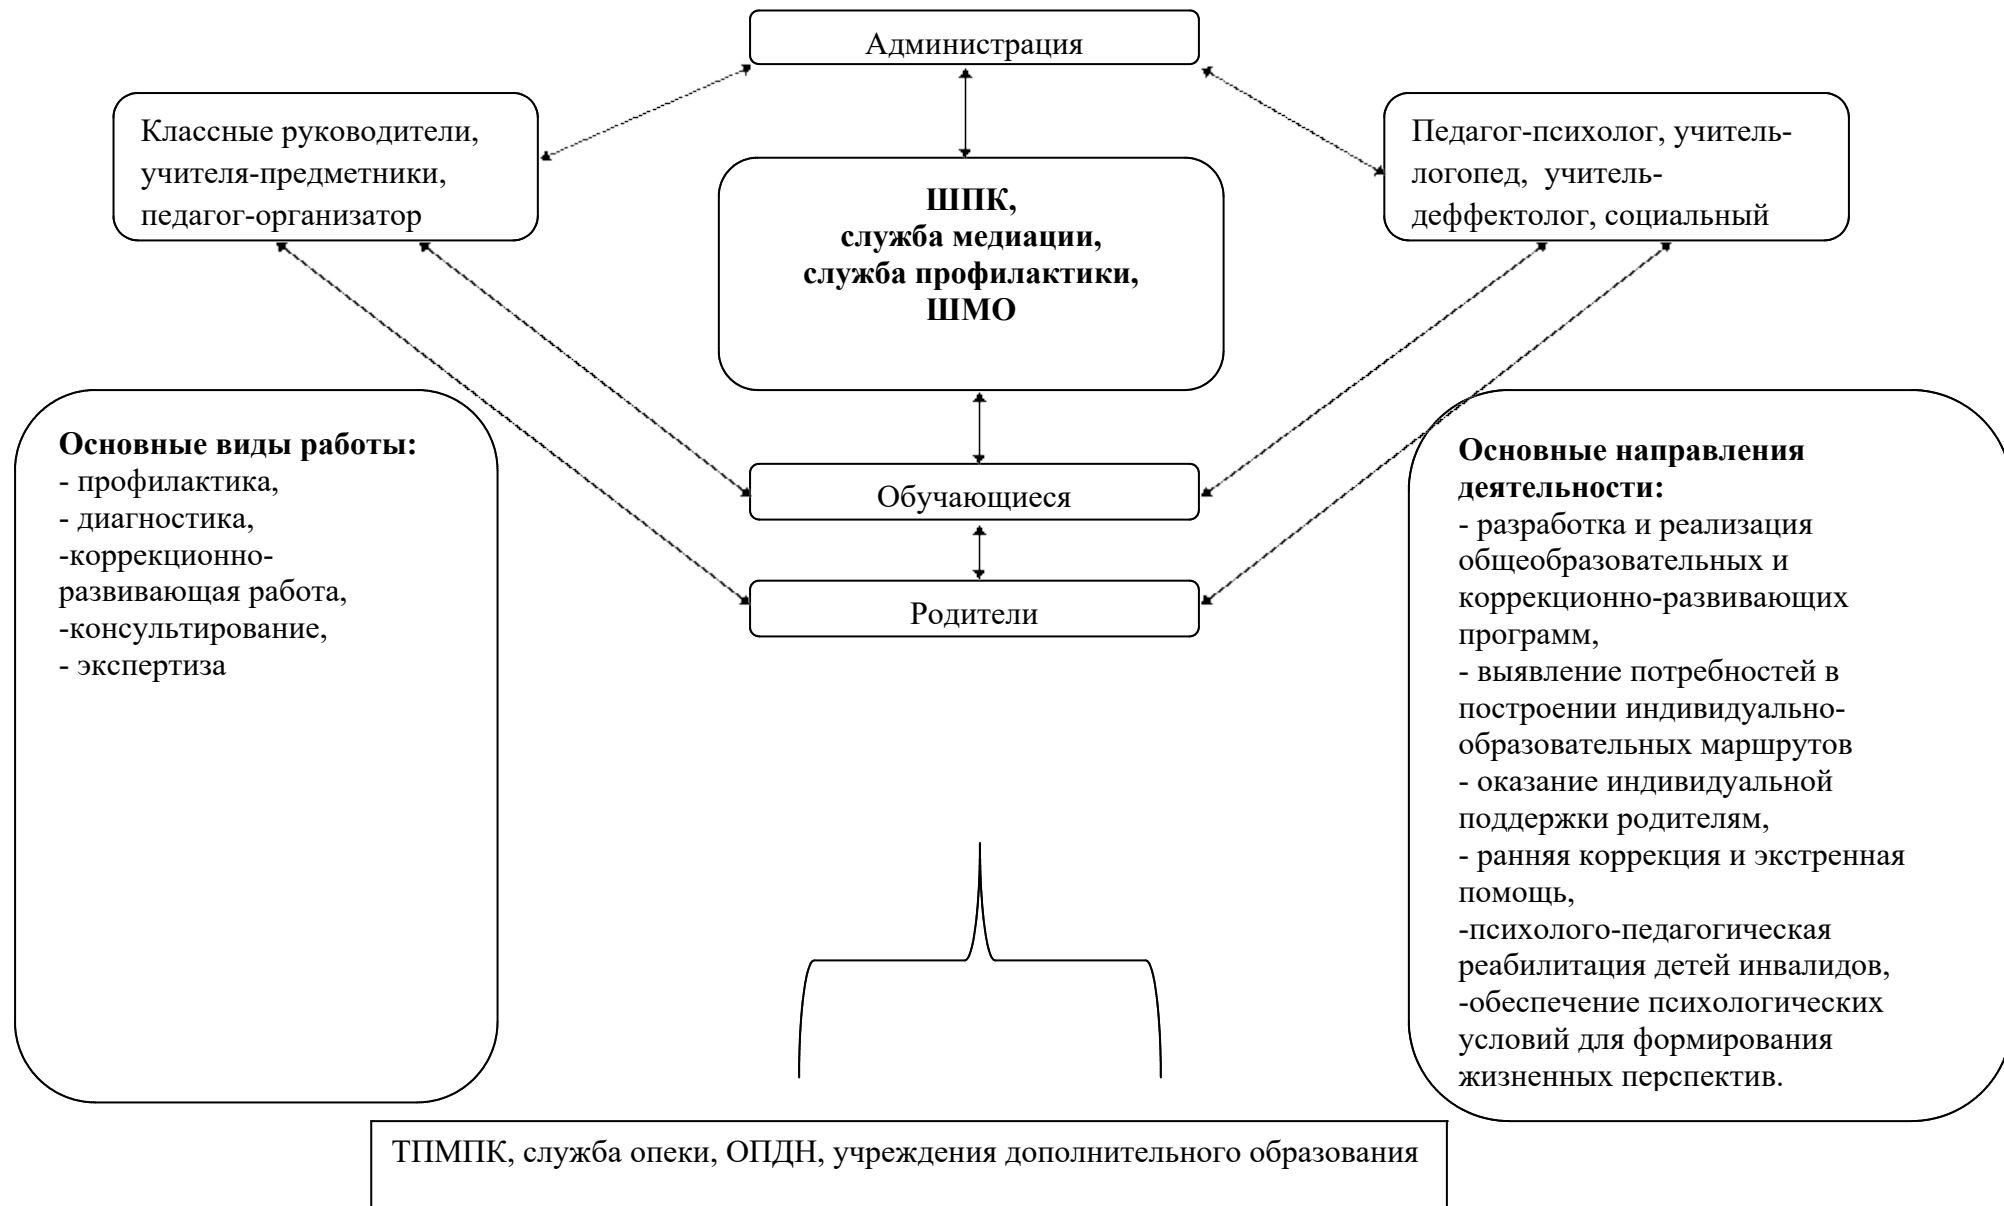 Администрация
Классные руководители,
учителя-предметники,
педагог-организатор
ШПК,
служба медиации,
служба профилактики,
ШМО
Педагог-психолог, учитель-
логопед,  учитель-
деффектолог, социальный
Основные виды работы:
- профилактика,
- диагностика,
-коррекционно-
развивающая работа,
-консультирование,
- экспертиза
Обучающиеся
Родители
Основные направления
деятельности:
- разработка и реализация
общеобразовательных и
коррекционно-развивающих
программ,
- выявление потребностей в
построении индивидуально-
образовательных маршрутов
- оказание индивидуальной
поддержки родителям,
- ранняя коррекция и экстренная
помощь,
-психолого-педагогическая
реабилитация детей инвалидов,
-обеспечение психологических
условий для формирования
жизненных перспектив.
ТПМПК, служба опеки, ОПДН, учреждения дополнительного образования